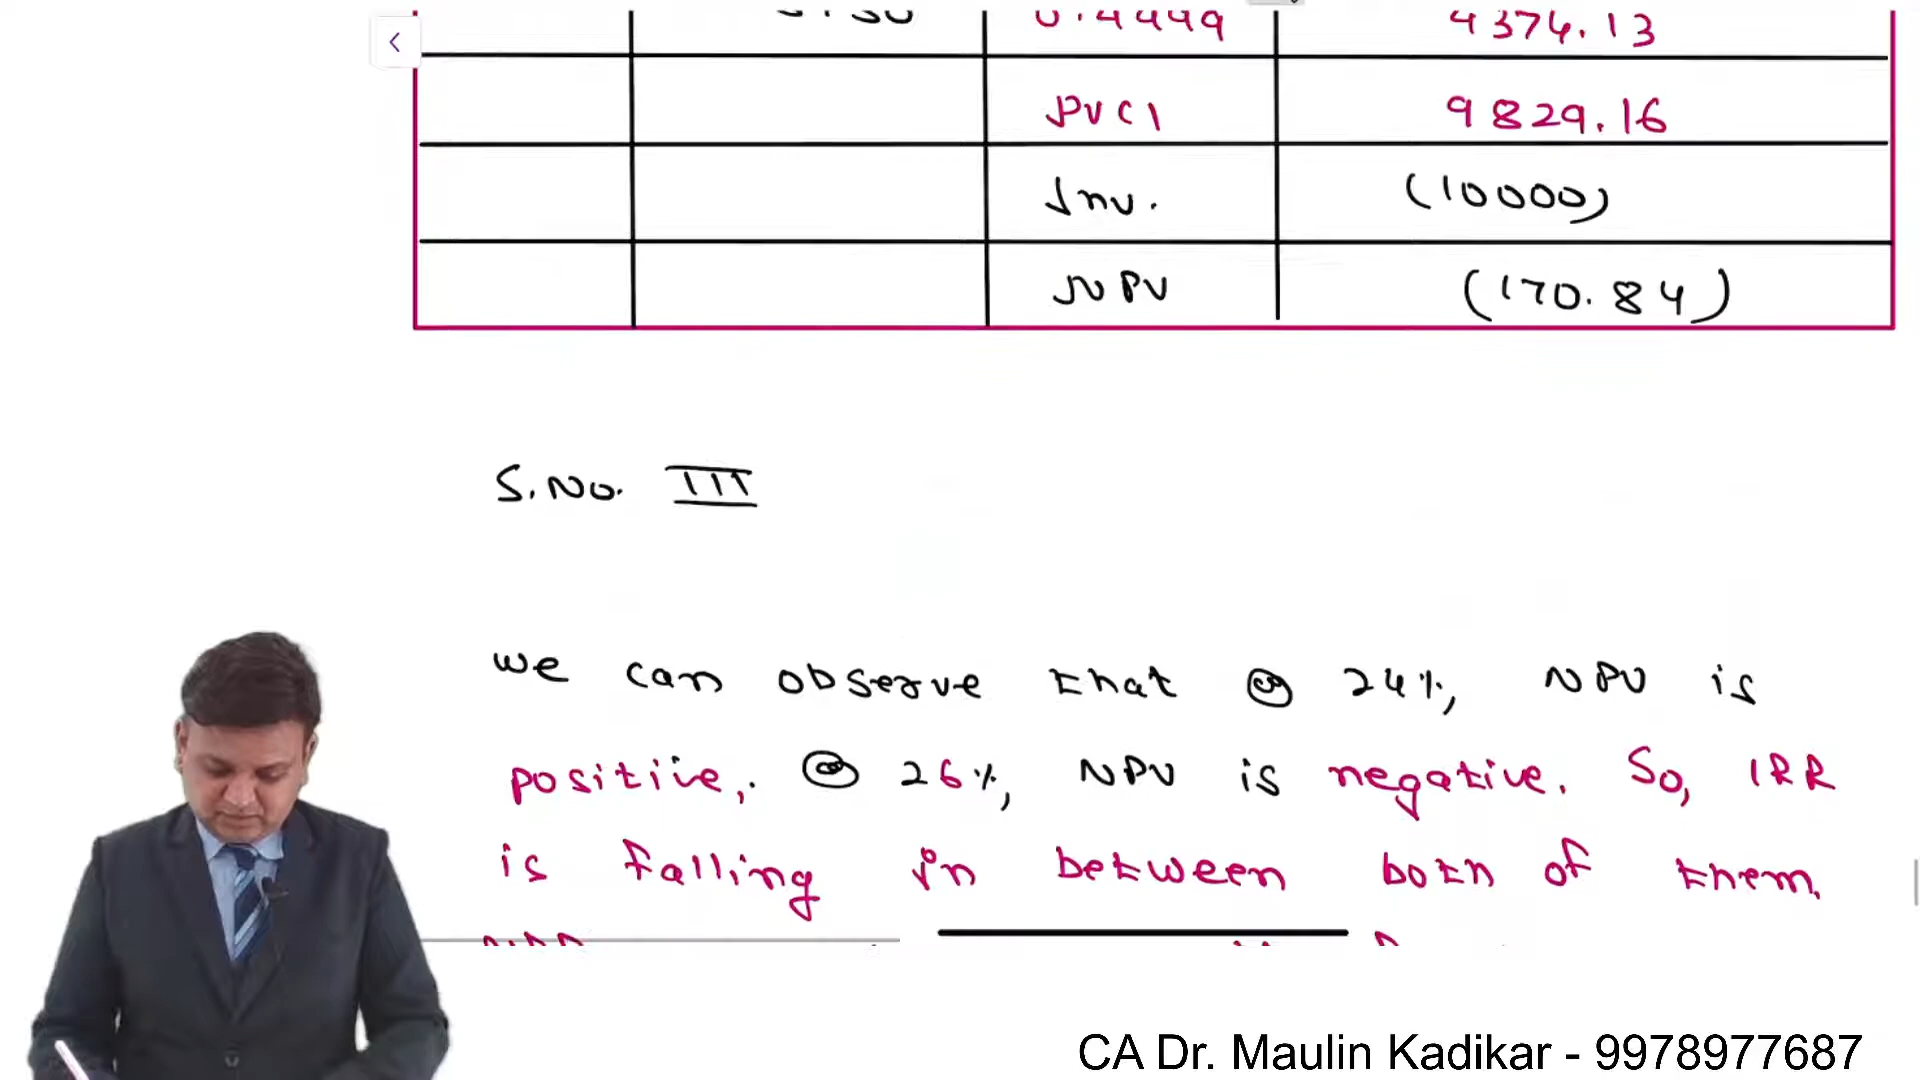 0.4449 4374.13
PVCI 9829.16
Inv. (10000)
NPV (170.84)
S.No. III
We can observe that @ 24%, NPV is
positive, @ 26%, NPV is negative. So, IRR
is falling in between both of them.
CA Dr. Maulin Kadikar - 9978977687